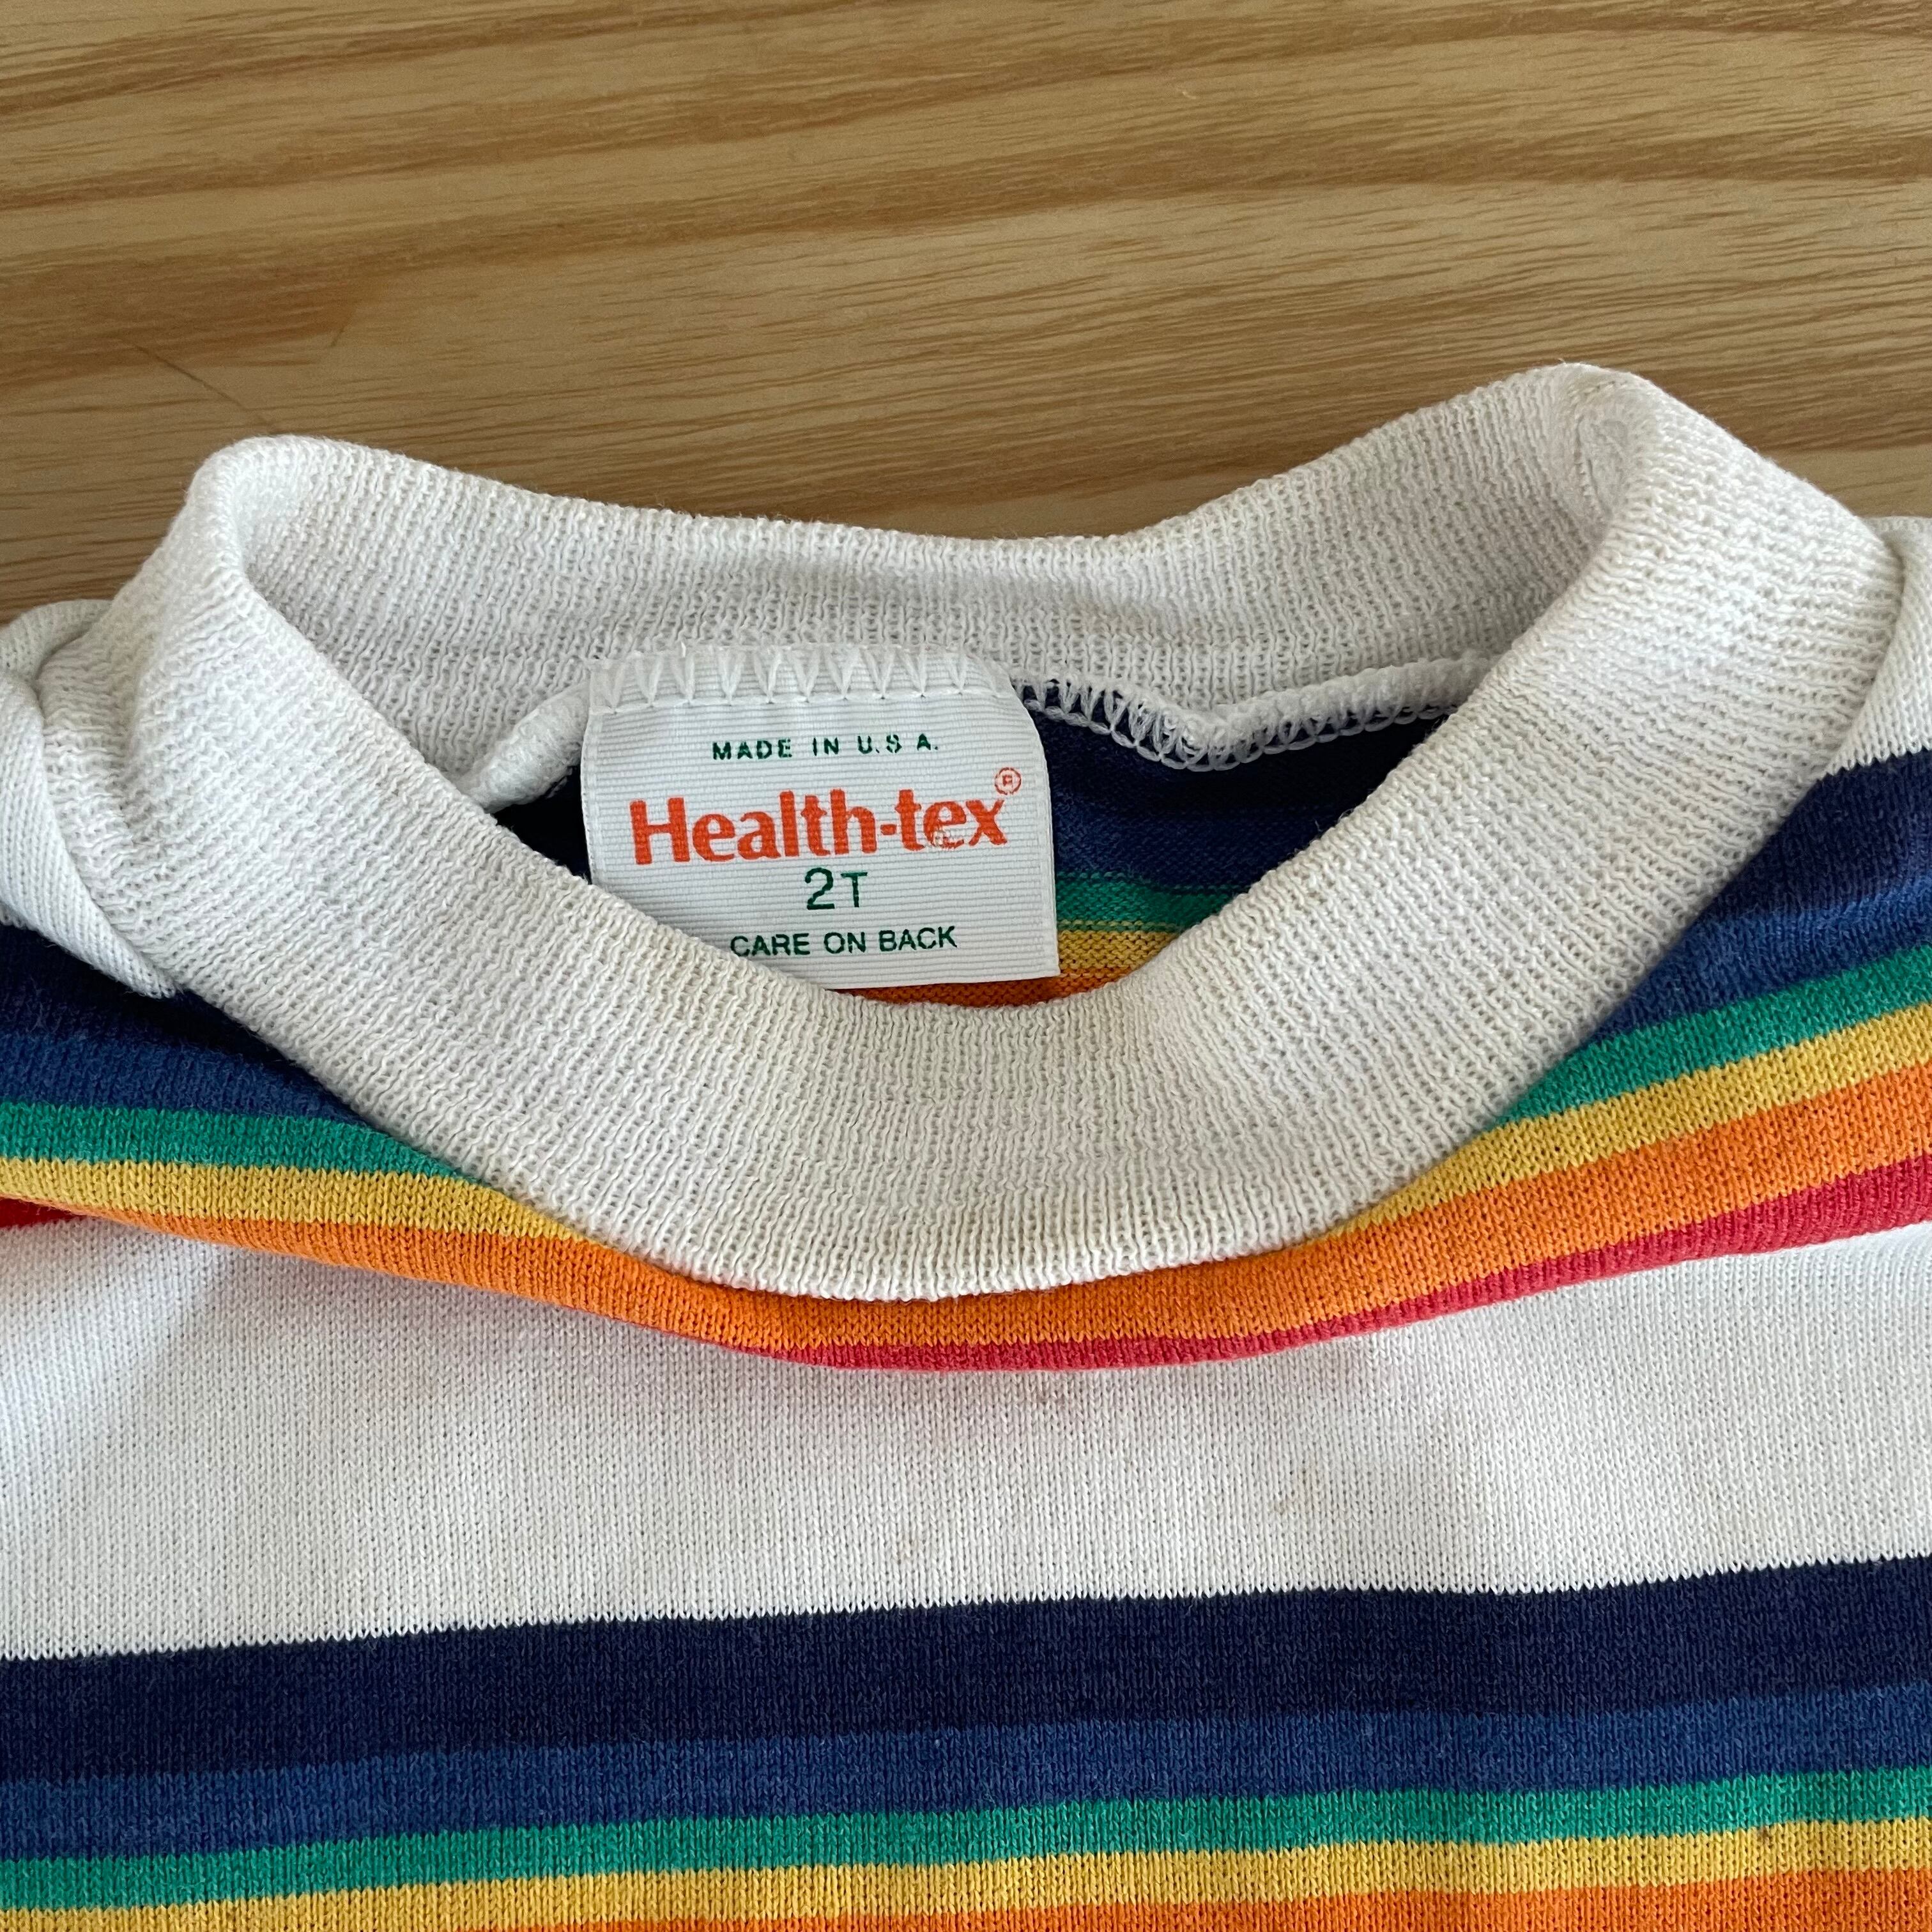 MADE IN U.S A.
Health-tex®
2T
CARE ON BACK